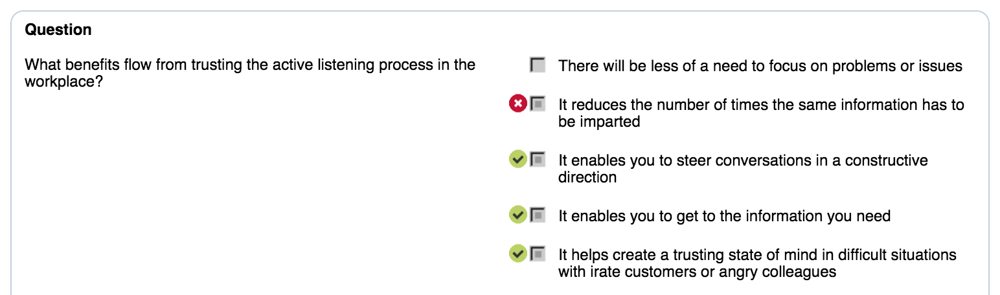 Question
What benefits flow from trusting the active listening process in the
workplace?
There will be less of a need to focus on problems or issues
It reduces the number of times the same information has to
be imparted
It enables you to steer conversations in a constructive
direction
It enables you to get to the information you need
It helps create a trusting state of mind in difficult situations
with irate customers or angry colleagues